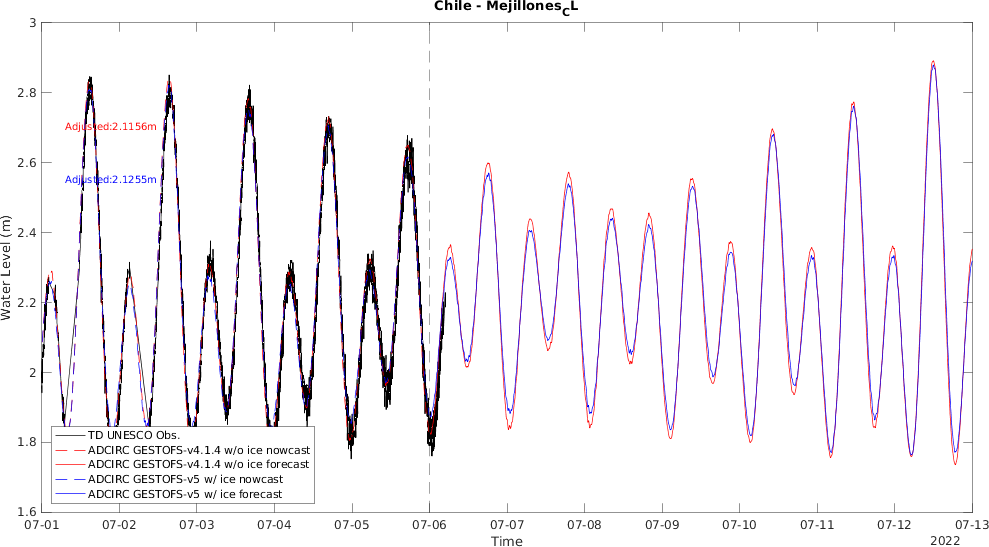 Chile - Mejillones_CL
3
2.8
2.6
2.4
2.2
2
1.8
1.6
Water Level (m)
Adjusted:2.1156m
Adjusted:2.1255m
TD UNESCO Obs.
ADCIRC GESTOFS-v4.1.4 w/o ice nowcast
ADCIRC GESTOFS-v4.1.4 w/o ice forecast
ADCIRC GESTOFS-v5 w/ ice nowcast
ADCIRC GESTOFS-v5 w/ ice forecast
07-01 07-02 07-03 07-04 07-05 07-06 07-07 07-08 07-09 07-10 07-11 07-12 07-13
Time
2022